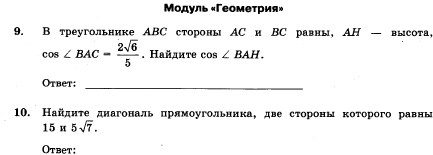 Модуль «Геометрия»
9. В треугольнике ABC стороны AC и BC равны, AH — высота,
cos ∠ BAC = 2√6/5. Найдите cos ∠ BAH.
Ответ:
10. Найдите диагональ прямоугольника, две стороны которого равны
15 и 5√7.
Ответ: